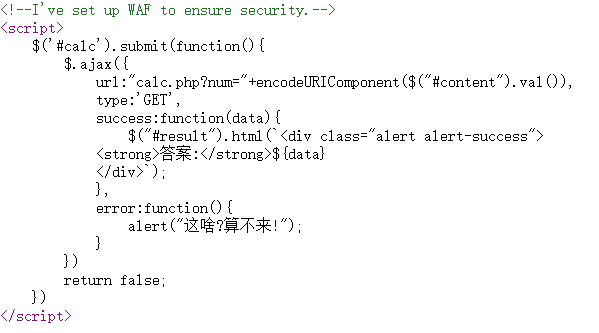 <!--I've set up WAF to ensure security.-->
<script>
    $('#calc').submit(function(){
        $.ajax({
            url:"calc.php?num="+encodeURIComponent($("#content").val()),
            type:'GET',
            success:function(data){
                $("#result").html(`<div class="alert alert-success">
            <strong>答案:</strong>${data}
            </div>`);
            },
            error:function(){
                alert("这啥?算不来!");
            }
        })
        return false;
    })
</script>